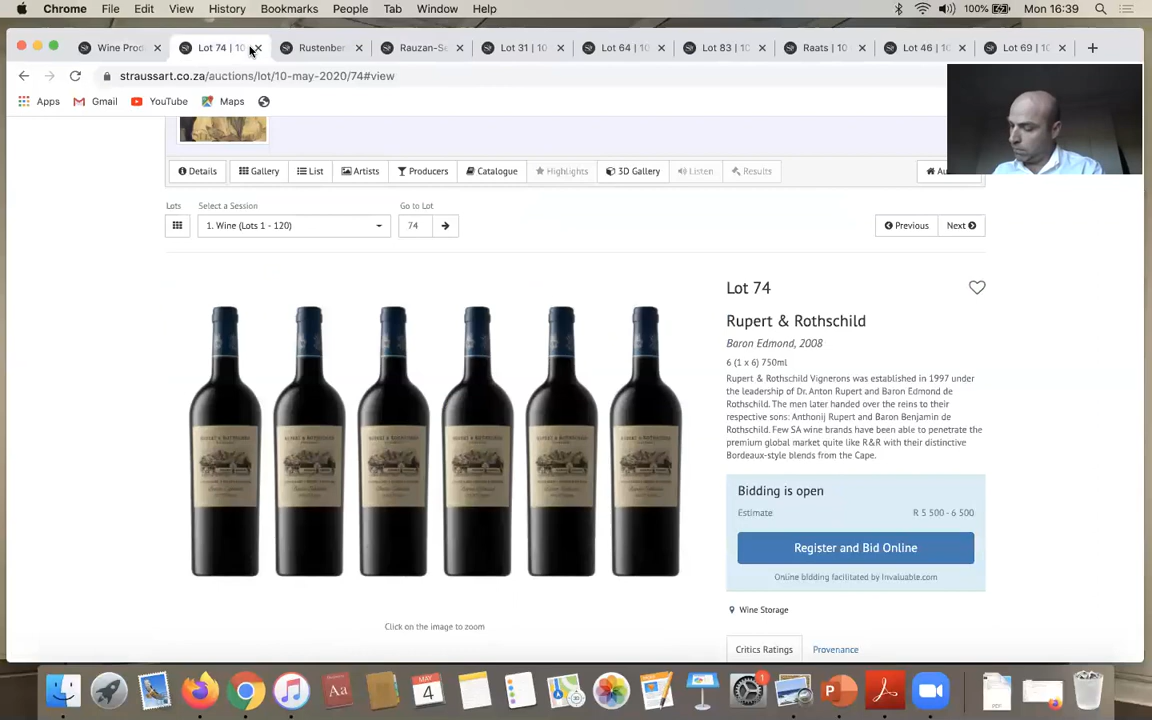 Chrome File Edit View History Bookmarks People Tab Window Help 100% Mon 16:39
Wine Prod Lot 74 | 10 Rustenber Rauzan-Se Lot 31 | 10 Lot 64 | 10 Lot 83 | 10 Raats | 10 Lot 46 | 10 Lot 69 | 10
straussart.co.za/auctions/lot/10-may-2020/74#view
Apps Gmail YouTube Maps
Details Gallery List Artists Producers Catalogue Highlights 3D Gallery Listen Results Au
Lots Select a Session Go to Lot
1. Wine (Lots 1 - 120) 74 Previous Next
Lot 74
Rupert & Rothschild
Baron Edmond, 2008
6 (1 x 6) 750ml
Rupert & Rothschild Vignerons was established in 1997 under
the leadership of Dr. Anton Rupert and Baron Edmond de
Rothschild. The men later handed over the reins to their
respective sons: Anthonij Rupert and Baron Benjamin de
Rothschild. Few SA wine brands have been able to penetrate the
premium global market quite like R&R with their distinctive
Bordeaux-style blends from the Cape.
Bidding is open
Estimate R 5 500 - 6 500
Register and Bid Online
Online bidding facilitated by Invaluable.com
Wine Storage
Click on the image to zoom
Critics Ratings Provenance
MAY
4
Aa
1
PDF